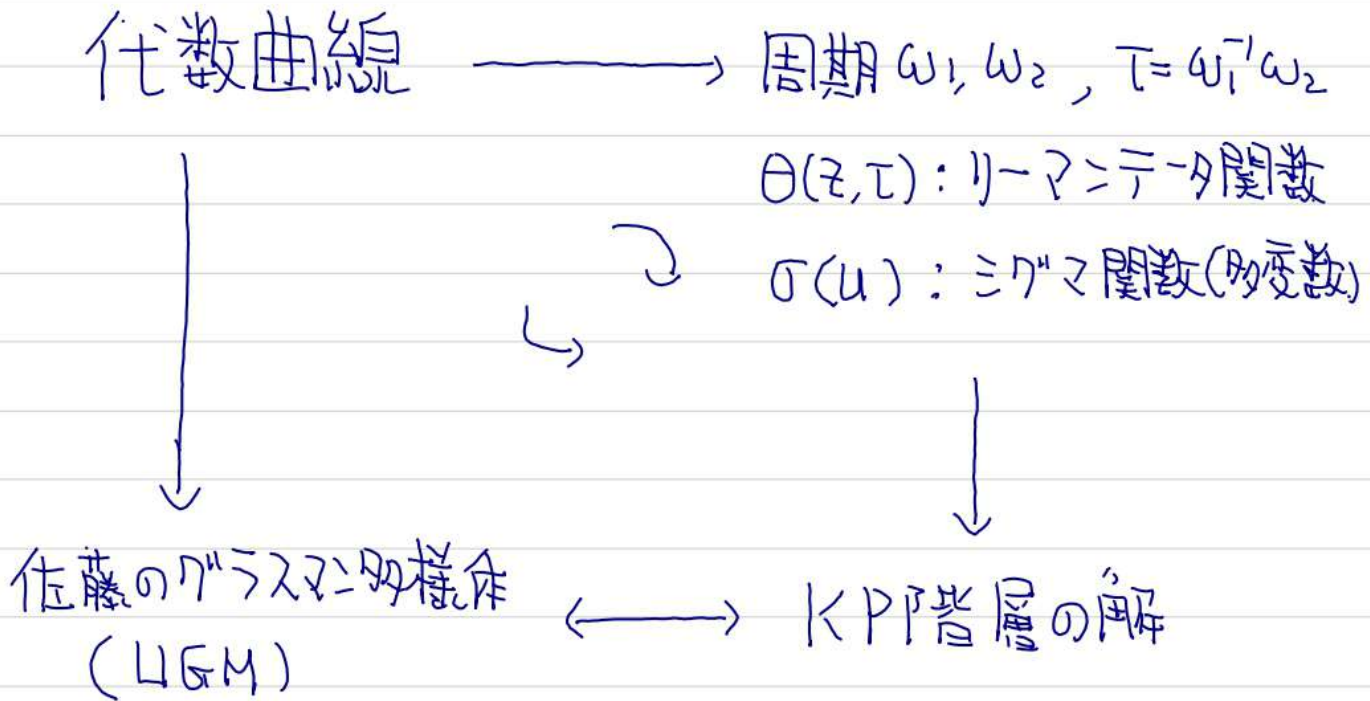 代数曲線 → 周期 ω₁, ω₂, τ=ω₁⁻¹ω₂
θ(z,τ) : リーマンテータ関数
σ(u) : シグマ関数(多変数)
佐藤のグラスマン多様体 ↔ KP階層の解
(UGM)